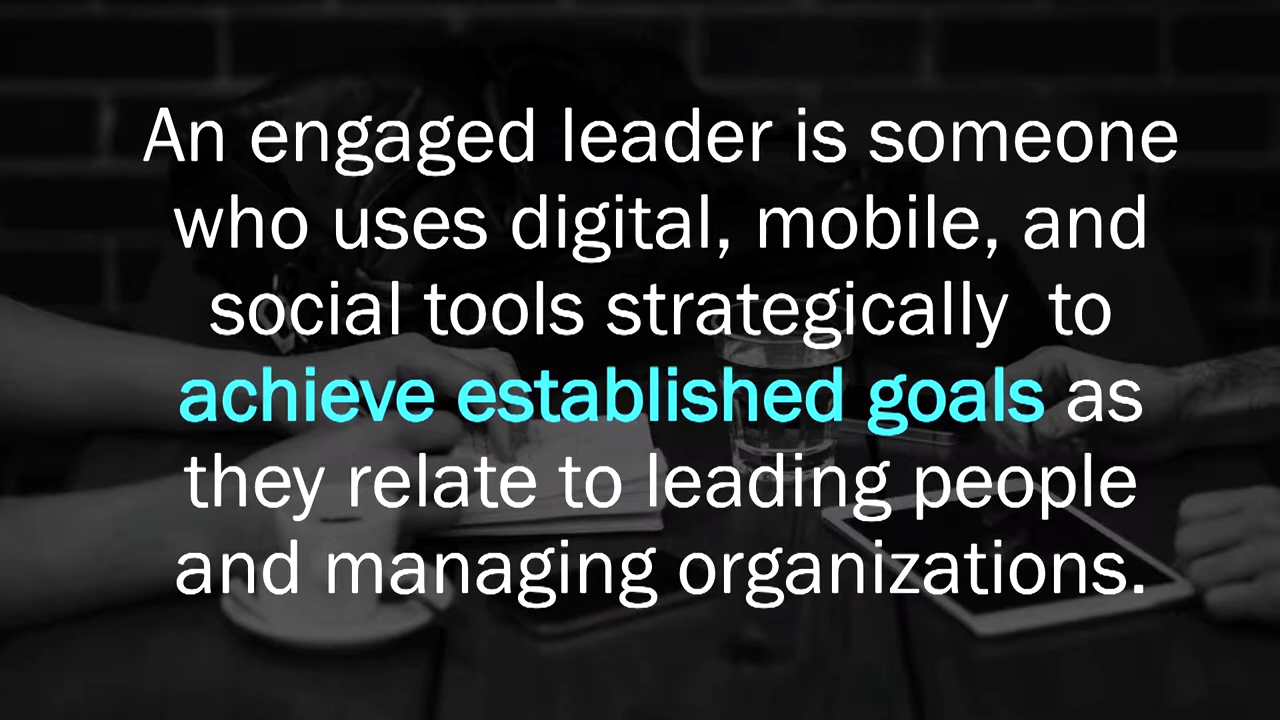 An engaged leader is someone
who uses digital, mobile, and
social tools strategically  to
achieve established goals as
they relate to leading people
and managing organizations.